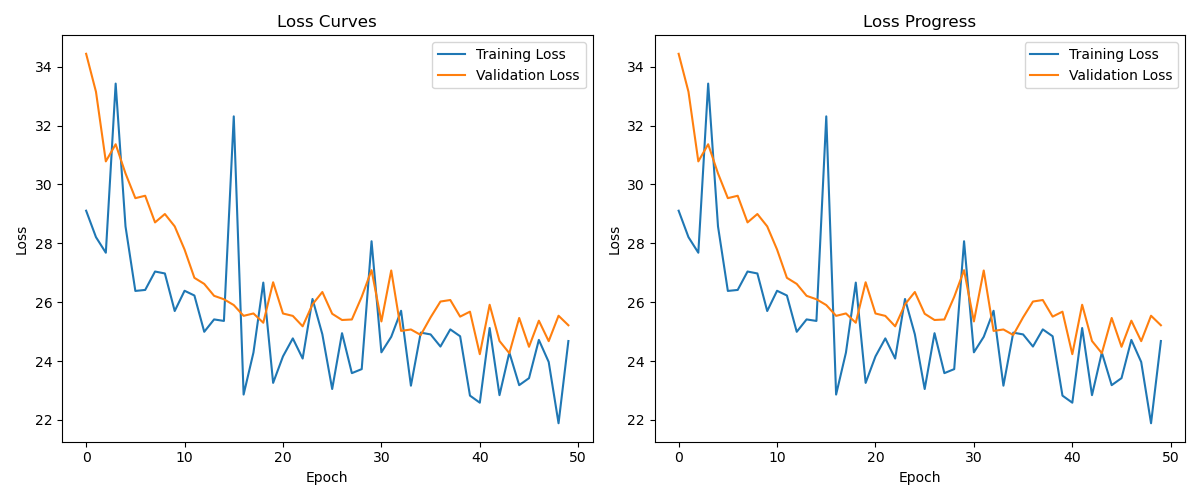 Loss Curves
Training Loss
Validation Loss
34
32
30
28
26
24
22
Loss
0 10 20 30 40 50
Epoch
Loss Progress
Training Loss
Validation Loss
34
32
30
28
26
24
22
Loss
0 10 20 30 40 50
Epoch